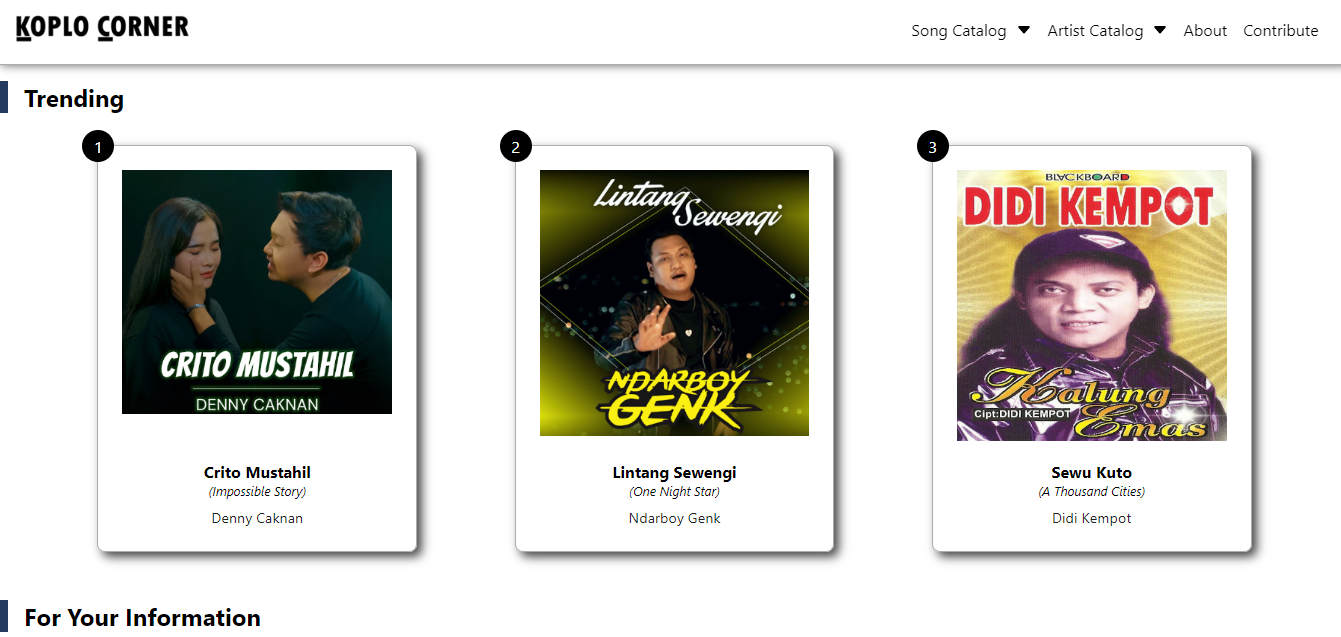 KOPLO CORNER
Song Catalog
Artist Catalog
About
Contribute
Trending
1
CRITO MUSTAHIL
DENNY CAKNAN
Crito Mustahil
(Impossible Story)
Denny Caknan
2
Lintang
Sewengi
NDARBOY
GENK
Lintang Sewengi
(One Night Star)
Ndarboy Genk
3
BLACKBOARD
DIDI KEMPOT
Kalung
Cipt:DIDI KEMPOT
Emas
Sewu Kuto
(A Thousand Cities)
Didi Kempot
For Your Information